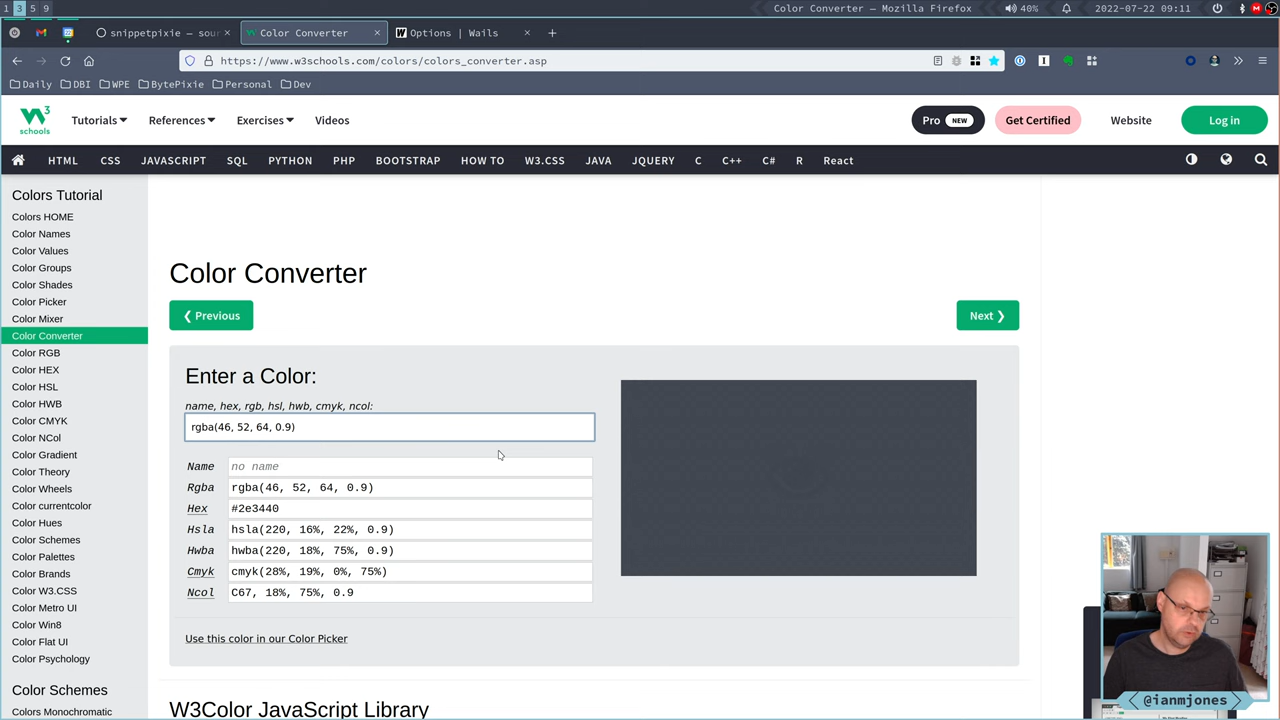 1 3 5 9
Color Converter — Mozilla Firefox
40%
2022-07-22 09:11
snippetpixie — sour
Color Converter
Options | Wails
https://www.w3schools.com/colors/colors_converter.asp
Daily DBI WPE BytePixie Personal Dev
W3
schools
Tutorials References Exercises Videos
Pro NEW
Get Certified
Website
Log in
HTML CSS JAVASCRIPT SQL PYTHON PHP BOOTSTRAP HOW TO W3.CSS JAVA JQUERY C C++ C# R React
Colors Tutorial
Colors HOME
Color Names
Color Values
Color Groups
Color Shades
Color Picker
Color Mixer
Color Converter
Color RGB
Color HEX
Color HSL
Color HWB
Color CMYK
Color NCol
Color Gradient
Color Theory
Color Wheels
Color currentcolor
Color Hues
Color Schemes
Color Palettes
Color Brands
Color W3.CSS
Color Metro UI
Color Win8
Color Flat UI
Color Psychology
Color Schemes
Colors Monochromatic
Color Converter
❮ Previous
Next ❯
Enter a Color:
name, hex, rgb, hsl, hwb, cmyk, ncol:
rgba(46, 52, 64, 0.9)
Name no name
Rgba rgba(46, 52, 64, 0.9)
Hex #2e3440
Hsla hsla(220, 16%, 22%, 0.9)
Hwba hwba(220, 18%, 75%, 0.9)
Cmyk cmyk(28%, 19%, 0%, 75%)
Ncol C67, 18%, 75%, 0.9
Use this color in our Color Picker
W3Color JavaScript Library
@ianmjones